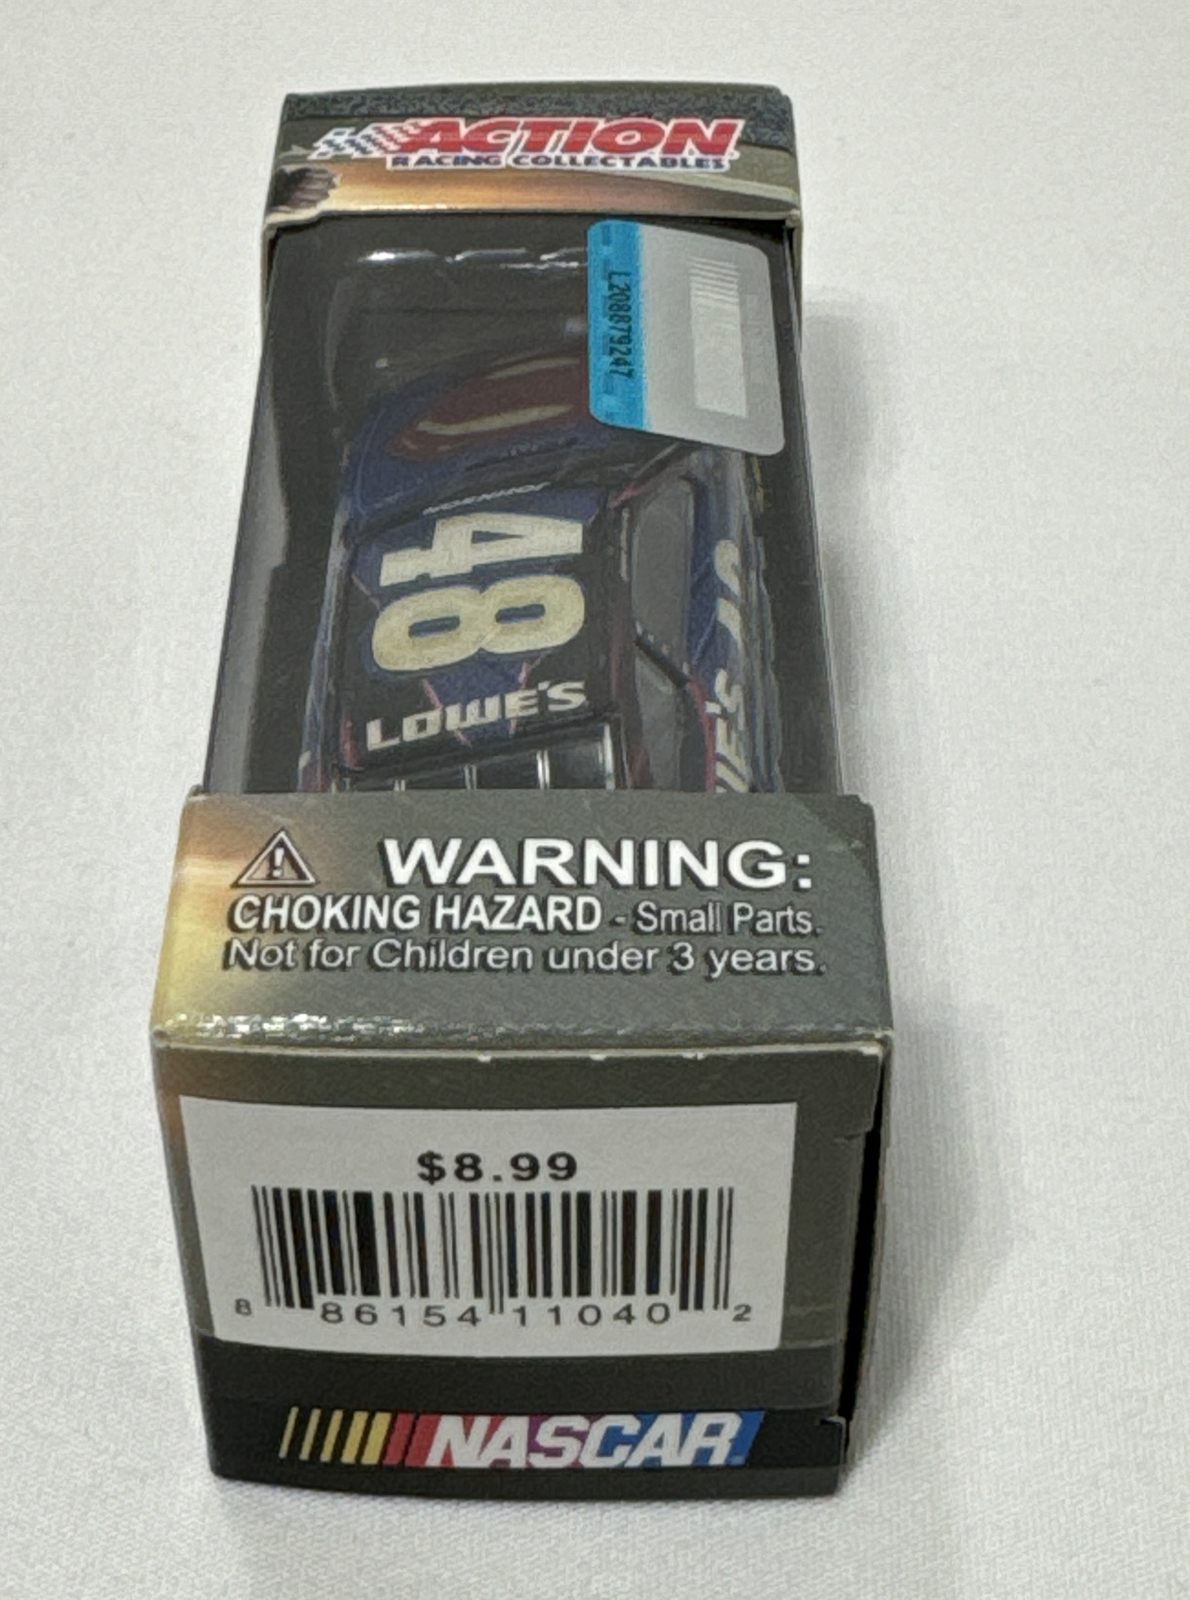 ACTION
RACING COLLECTABLES
L208879247
JOHNSON
48
LOWE'S
WARNING:
CHOKING HAZARD - Small Parts.
Not for Children under 3 years.
$8.99
8 86154 11040 2
NASCAR